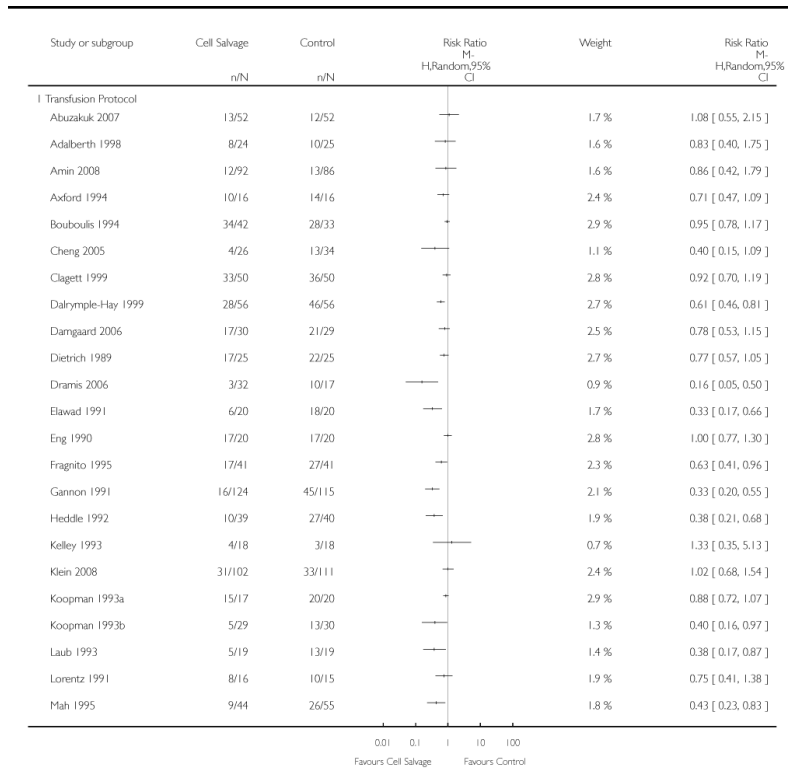 Study or subgroup Cell Salvage Control Risk Ratio Weight Risk Ratio
M- M-
H,Random,95% H,Random,95%
n/N n/N CI CI
1 Transfusion Protocol
Abuzakuk 2007 13/52 12/52 1.7 % 1.08 [ 0.55, 2.15 ]
Adalberth 1998 8/24 10/25 1.6 % 0.83 [ 0.40, 1.75 ]
Amin 2008 12/92 13/86 1.6 % 0.86 [ 0.42, 1.79 ]
Axford 1994 10/16 14/16 2.4 % 0.71 [ 0.47, 1.09 ]
Bouboulis 1994 34/42 28/33 2.9 % 0.95 [ 0.78, 1.17 ]
Cheng 2005 4/26 13/34 1.1 % 0.40 [ 0.15, 1.09 ]
Clagett 1999 33/50 36/50 2.8 % 0.92 [ 0.70, 1.19 ]
Dalrymple-Hay 1999 28/56 46/56 2.7 % 0.61 [ 0.46, 0.81 ]
Damgaard 2006 17/30 21/29 2.5 % 0.78 [ 0.53, 1.15 ]
Dietrich 1989 17/25 22/25 2.7 % 0.77 [ 0.57, 1.05 ]
Dramis 2006 3/32 10/17 0.9 % 0.16 [ 0.05, 0.50 ]
Elawad 1991 6/20 18/20 1.7 % 0.33 [ 0.17, 0.66 ]
Eng 1990 17/20 17/20 2.8 % 1.00 [ 0.77, 1.30 ]
Fragnito 1995 17/41 27/41 2.3 % 0.63 [ 0.41, 0.96 ]
Gannon 1991 16/124 45/115 2.1 % 0.33 [ 0.20, 0.55 ]
Heddle 1992 10/39 27/40 1.9 % 0.38 [ 0.21, 0.68 ]
Kelley 1993 4/18 3/18 0.7 % 1.33 [ 0.35, 5.13 ]
Klein 2008 31/102 33/111 2.4 % 1.02 [ 0.68, 1.54 ]
Koopman 1993a 15/17 20/20 2.9 % 0.88 [ 0.72, 1.07 ]
Koopman 1993b 5/29 13/30 1.3 % 0.40 [ 0.16, 0.97 ]
Laub 1993 5/19 13/19 1.4 % 0.38 [ 0.17, 0.87 ]
Lorentz 1991 8/16 10/15 1.9 % 0.75 [ 0.41, 1.38 ]
Mah 1995 9/44 26/55 1.8 % 0.43 [ 0.23, 0.83 ]
0.01 0.1 1 10 100
Favours Cell Salvage Favours Control